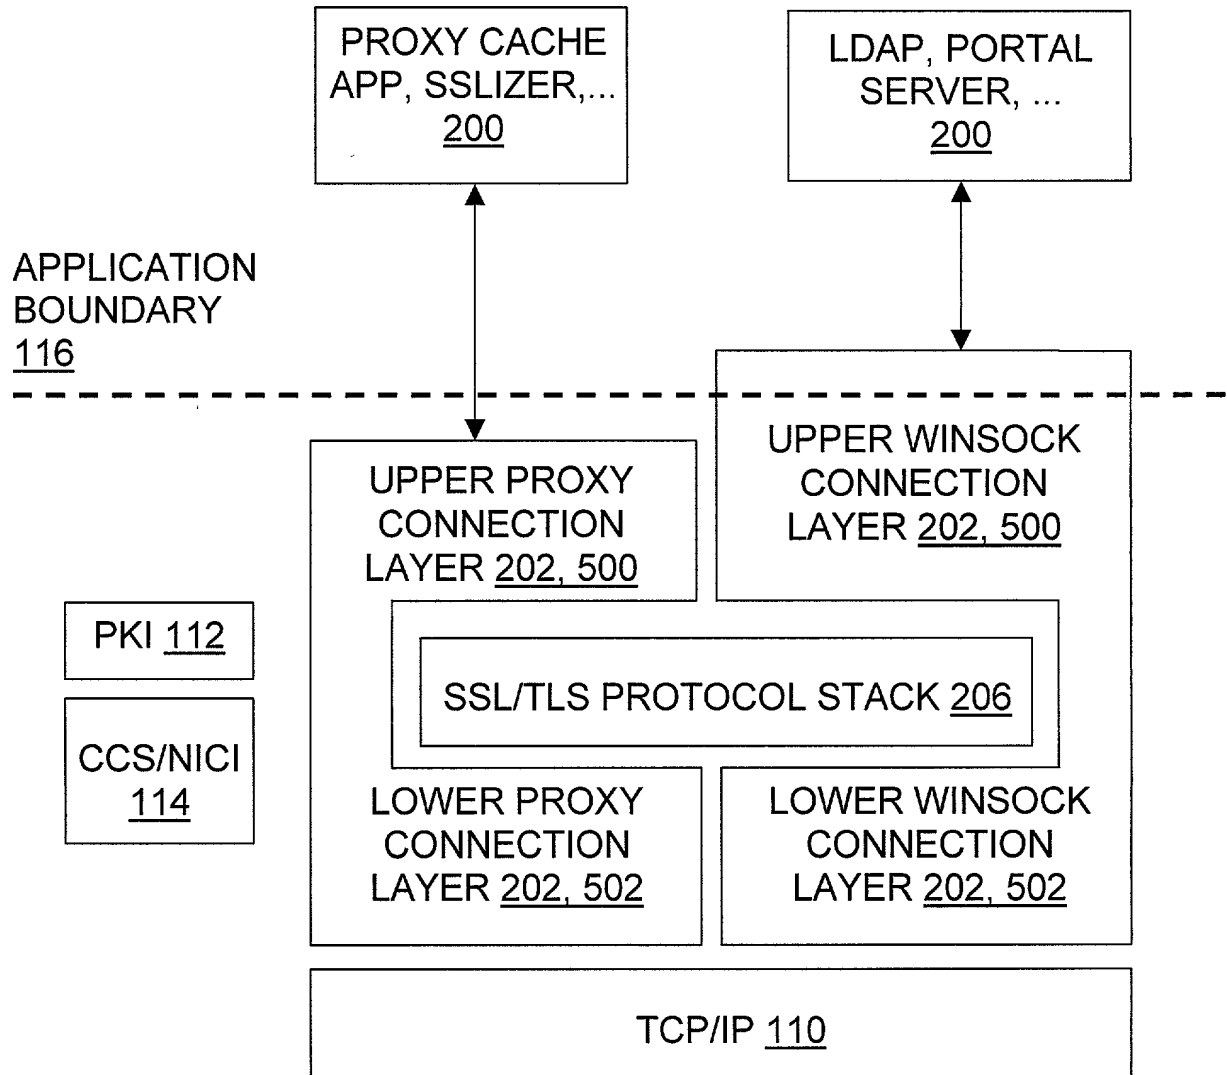 PROXY CACHE
APP, SSLIZER,...
200
LDAP, PORTAL
SERVER, ...
200
APPLICATION
BOUNDARY
116
UPPER PROXY
CONNECTION
LAYER 202, 500
UPPER WINSOCK
CONNECTION
LAYER 202, 500
PKI 112
CCS/NICI
114
SSL/TLS PROTOCOL STACK 206
LOWER PROXY
CONNECTION
LAYER 202, 502
LOWER WINSOCK
CONNECTION
LAYER 202, 502
TCP/IP 110